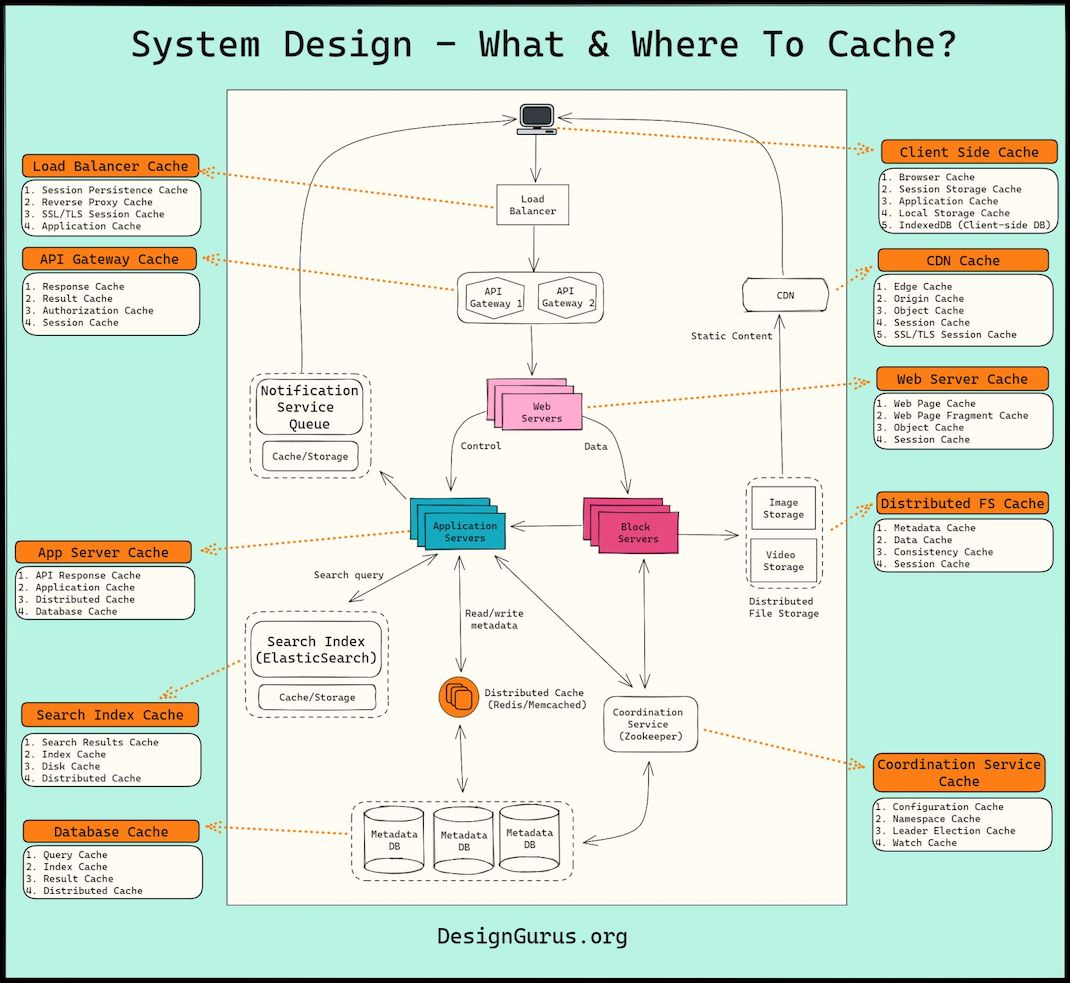 System Design - What & Where To Cache?
Load Balancer Cache
1. Session Persistence Cache
2. Reverse Proxy Cache
3. SSL/TLS Session Cache
4. Application Cache
API Gateway Cache
1. Response Cache
2. Result Cache
3. Authorization Cache
4. Session Cache
App Server Cache
1. API Response Cache
2. Application Cache
3. Distributed Cache
4. Database Cache
Search Index Cache
1. Search Results Cache
2. Index Cache
3. Disk Cache
4. Distributed Cache
Database Cache
1. Query Cache
2. Index Cache
3. Result Cache
4. Distributed Cache
Load
Balancer
API
Gateway 1
API
Gateway 2
CDN
Static Content
Notification
Service
Queue
Cache/Storage
Web
Servers
Control
Data
Application
Servers
Block
Servers
Image
Storage
Video
Storage
Distributed
File Storage
Search query
Read/write
metadata
Search Index
(ElasticSearch)
Cache/Storage
Distributed Cache
(Redis/Memcached)
Coordination
Service
(Zookeeper)
Metadata
DB
Metadata
DB
Metadata
DB
Client Side Cache
1. Browser Cache
2. Session Storage Cache
3. Application Cache
4. Local Storage Cache
5. IndexedDB (Client-side DB)
CDN Cache
1. Edge Cache
2. Origin Cache
3. Object Cache
4. Session Cache
5. SSL/TLS Session Cache
Web Server Cache
1. Web Page Cache
2. Web Page Fragment Cache
3. Object Cache
4. Session Cache
Distributed FS Cache
1. Metadata Cache
2. Data Cache
3. Consistency Cache
4. Session Cache
Coordination Service
Cache
1. Configuration Cache
2. Namespace Cache
3. Leader Election Cache
4. Watch Cache
DesignGurus.org